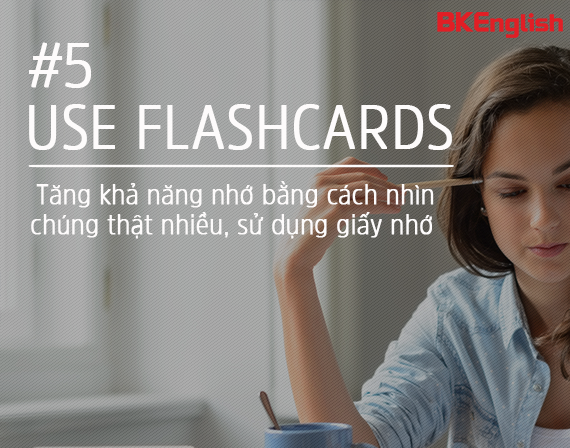 BKEnglish
#5
USE FLASHCARDS
Tăng khả năng nhớ bằng cách nhìn
chúng thật nhiều, sử dụng giấy nhớ